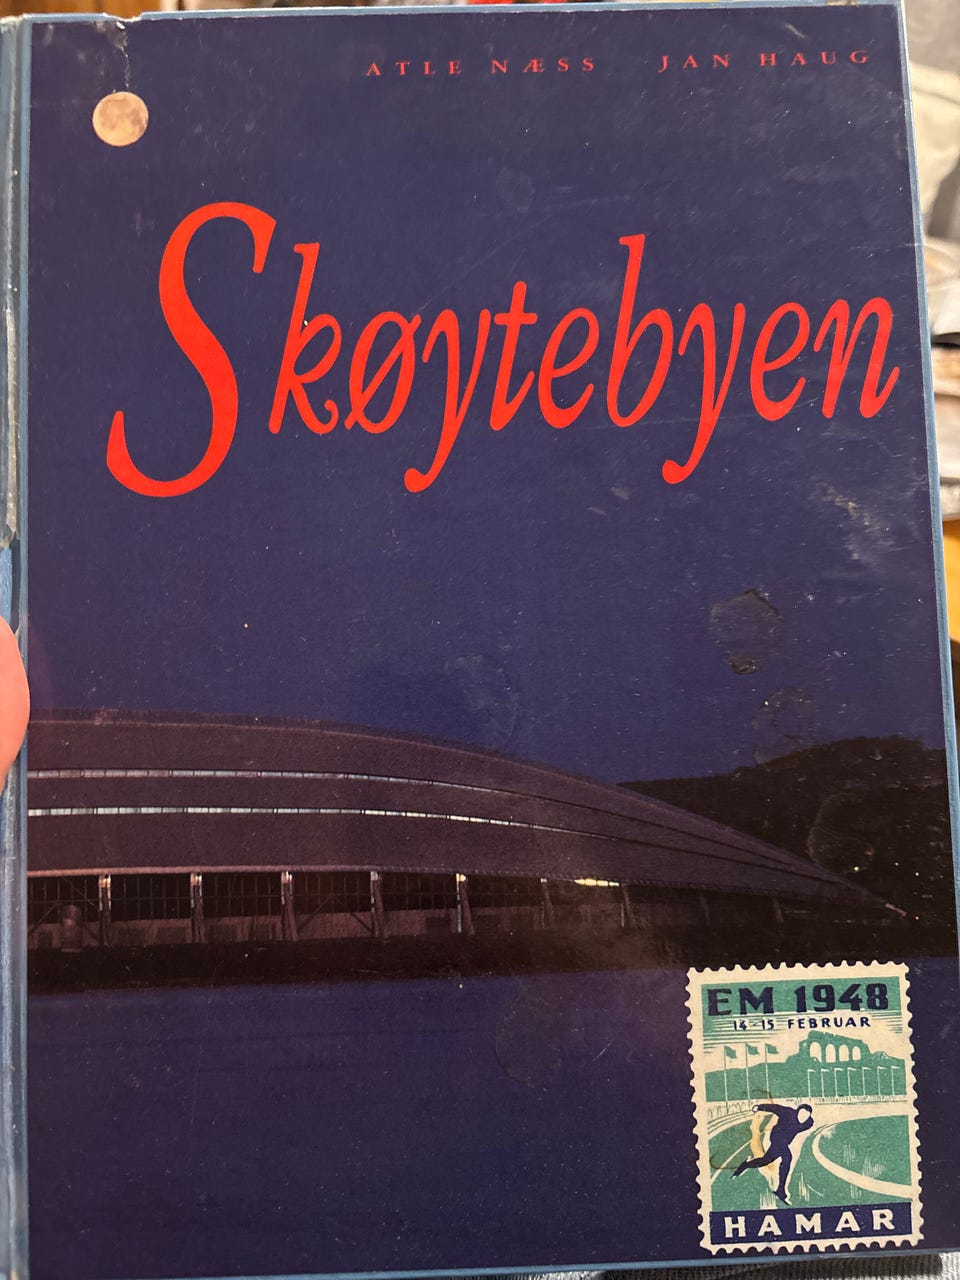 ATLE NÆSS JAN HAUG
Skøytebyen
EM 1948
14-15 FEBRUAR
HAMAR